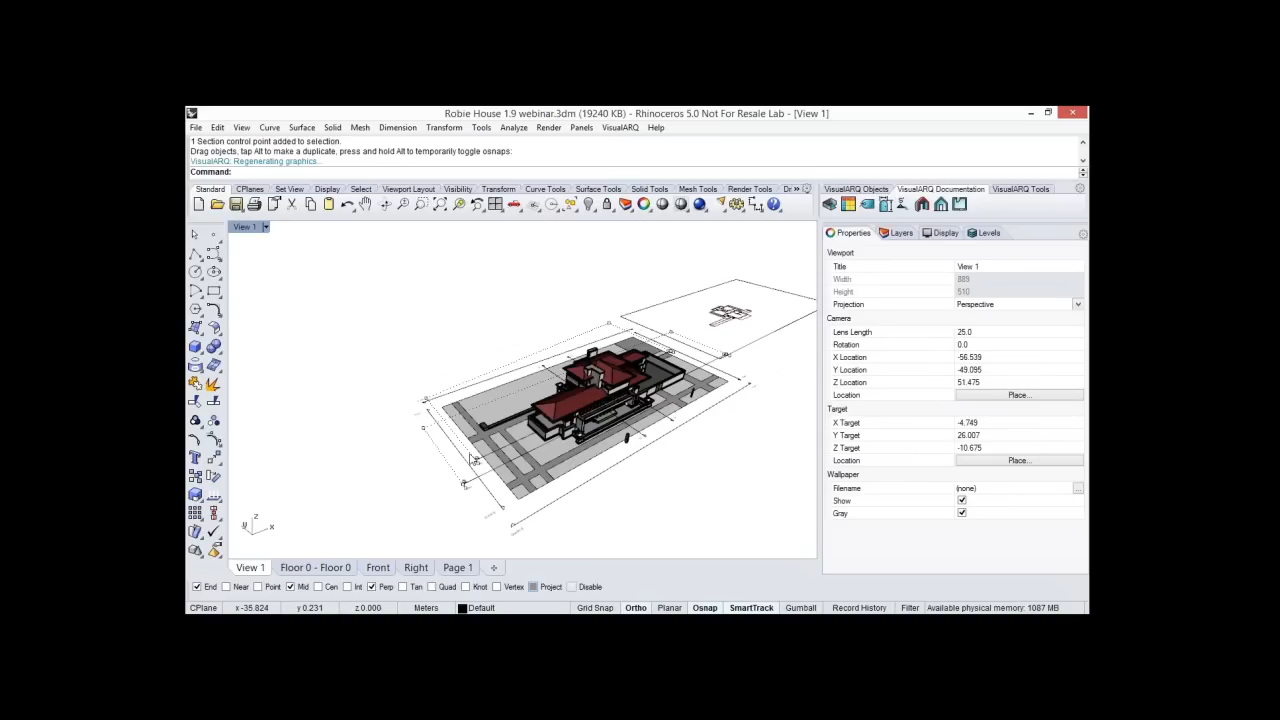 Robie House 1.9 webinar.3dm (19240 KB) - Rhinoceros 5.0 Not For Resale Lab - [View 1]
File Edit View Curve Surface Solid Mesh Dimension Transform Tools Analyze Render Panels VisualARQ Help
1 Section control point added to selection.
Drag objects, tap Alt to make a duplicate, press and hold Alt to temporarily toggle osnaps:
VisualARQ: Regenerating graphics...
Command:
Standard CPlanes Set View Display Select Viewport Layout Visibility Transform Curve Tools Surface Tools Solid Tools Mesh Tools Render Tools Dr »
VisualARQ Objects VisualARQ Documentation VisualARQ Tools
View 1
Properties Layers Display Levels
Viewport
Title View 1
Width 889
Height 510
Projection Perspective
Camera
Lens Length 25.0
Rotation 0.0
X Location -56.539
Y Location -49.095
Z Location 51.475
Location Place...
Target
X Target -4.749
Y Target 26.007
Z Target -10.675
Location Place...
Wallpaper
Filename (none) ...
Show
Gray
z
y x
View 1 Floor 0 - Floor 0 Front Right Page 1
End Near Point Mid Cen Int Perp Tan Quad Knot Vertex Project Disable
CPlane x -35.824 y 0.231 z 0.000 Meters Default Grid Snap Ortho Planar Osnap SmartTrack Gumball Record History Filter Available physical memory: 1087 MB